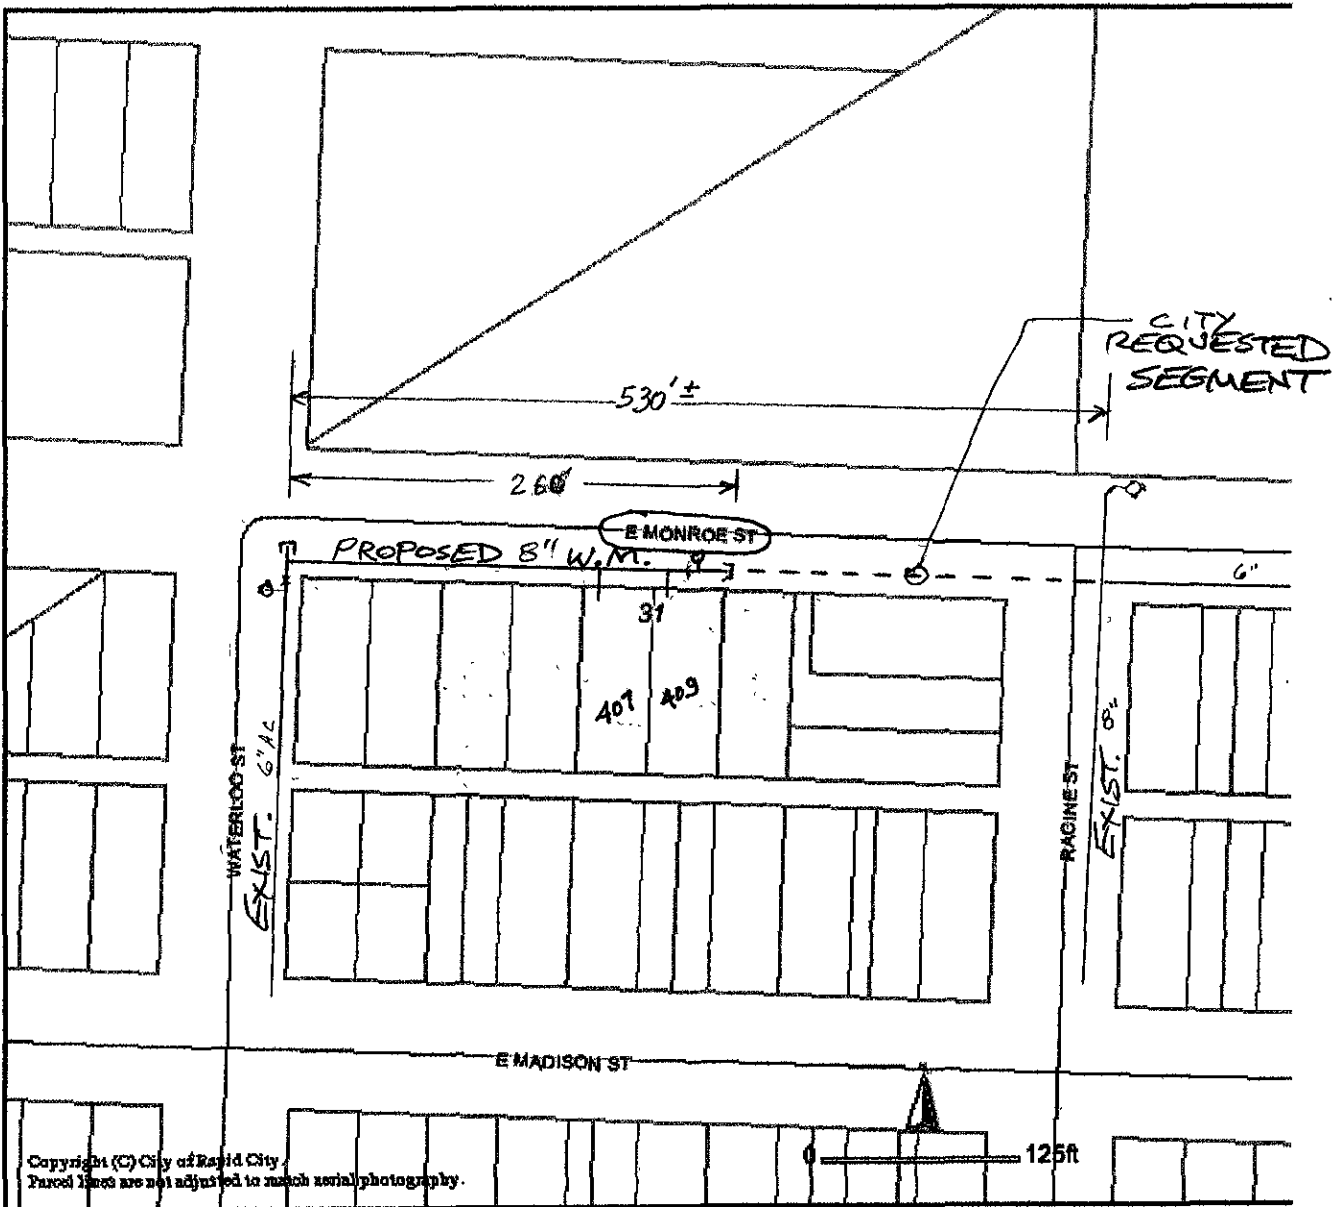 CITY
REQUESTED
SEGMENT
530'±
260'
E MONROE ST
PROPOSED 8" W.M.
6"
31'
407
409
WATERLOO ST
EXIST. 6" AC
RACINE ST
EXIST. 8"
E MADISON ST
0 125ft
Copyright (C) City of Rapid City.
Parcel lines are not adjusted to match aerial photography.